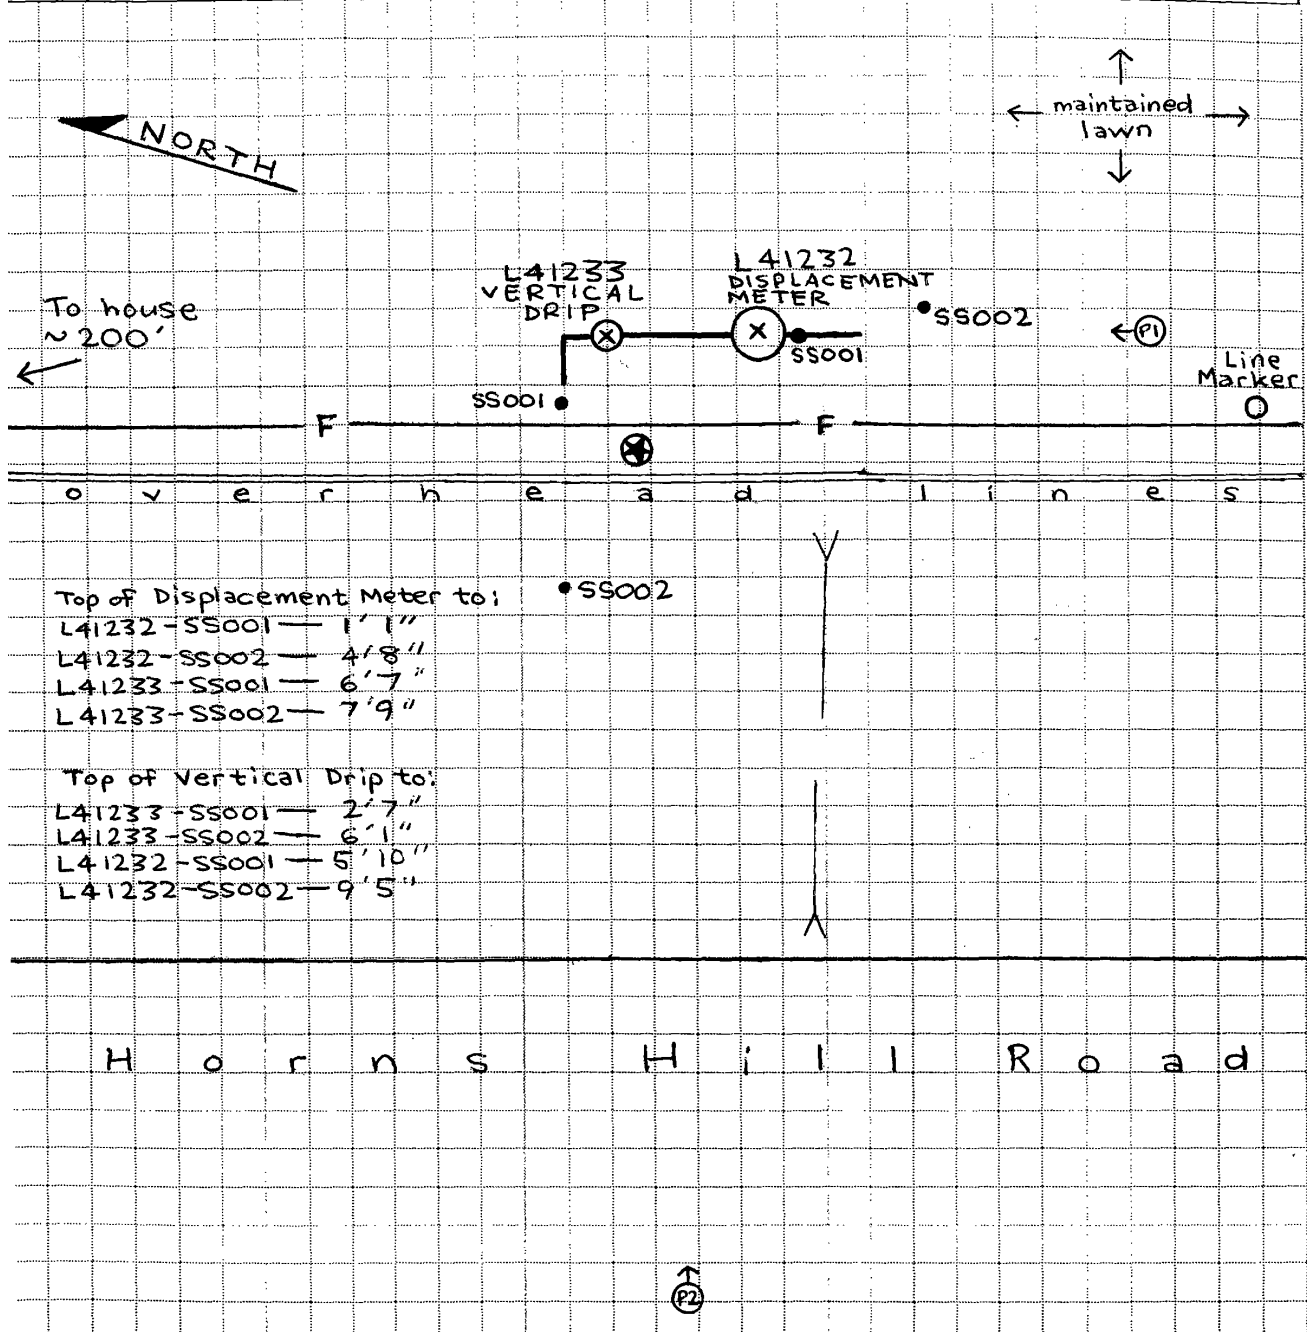 NORTH
← maintained →
lawn
To house
~200'
L41233
VERTICAL
DRIP
L41232
DISPLACEMENT
METER
SS002
SS001
P1
Line
Marker
SS001
F
F
overhead lines
SS002
Top of Displacement Meter to:
L41232-SS001— 1'1"
L41232-SS002— 4'8"
L41233-SS001— 6'7"
L41233-SS002— 7'9"
Top of Vertical Drip to:
L41233-SS001— 2'7"
L41233-SS002— 6'1"
L41232-SS001— 5'10"
L41232-SS002— 9'5"
Horns Hill Road
P2